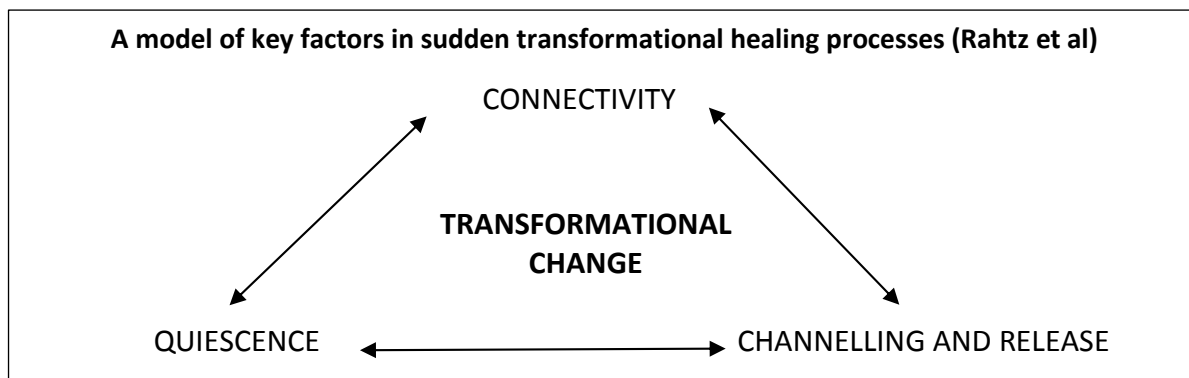 A model of key factors in sudden transformational healing processes (Rahtz et al)
CONNECTIVITY
TRANSFORMATIONAL
CHANGE
QUIESCENCE
CHANNELLING AND RELEASE